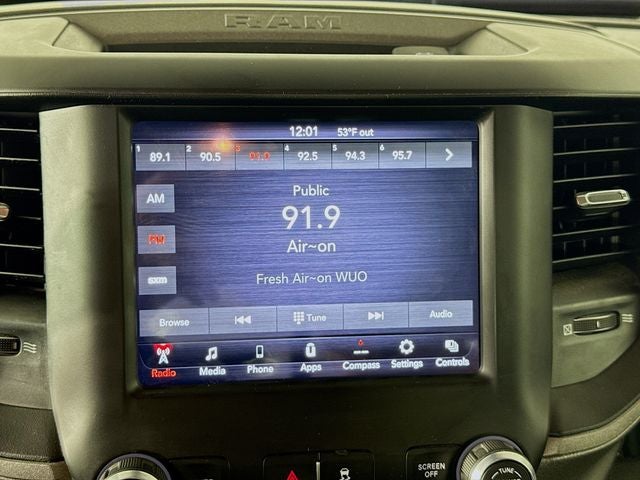 RAM
12:01 53°F out
1 89.1 2 90.5 3 91.9 4 92.5 5 94.3 6 95.7
AM
Public
91.9
FM
Air~on
sxm
Fresh Air~on WUO
Browse Tune Audio
Radio Media Phone Apps Compass Settings Controls
SCREEN OFF
TUNE